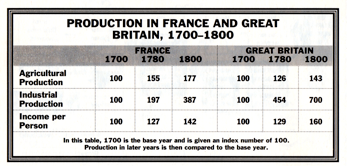 PRODUCTION IN FRANCE AND GREAT
BRITAIN, 1700–1800
FRANCE GREAT BRITAIN
1700 1780 1800 1700 1780 1800
Agricultural
Production 100 155 177 100 126 143
Industrial
Production 100 197 387 100 454 700
Income per
Person 100 127 142 100 129 160
In this table, 1700 is the base year and is given an index number of 100.
Production in later years is then compared to the base year.